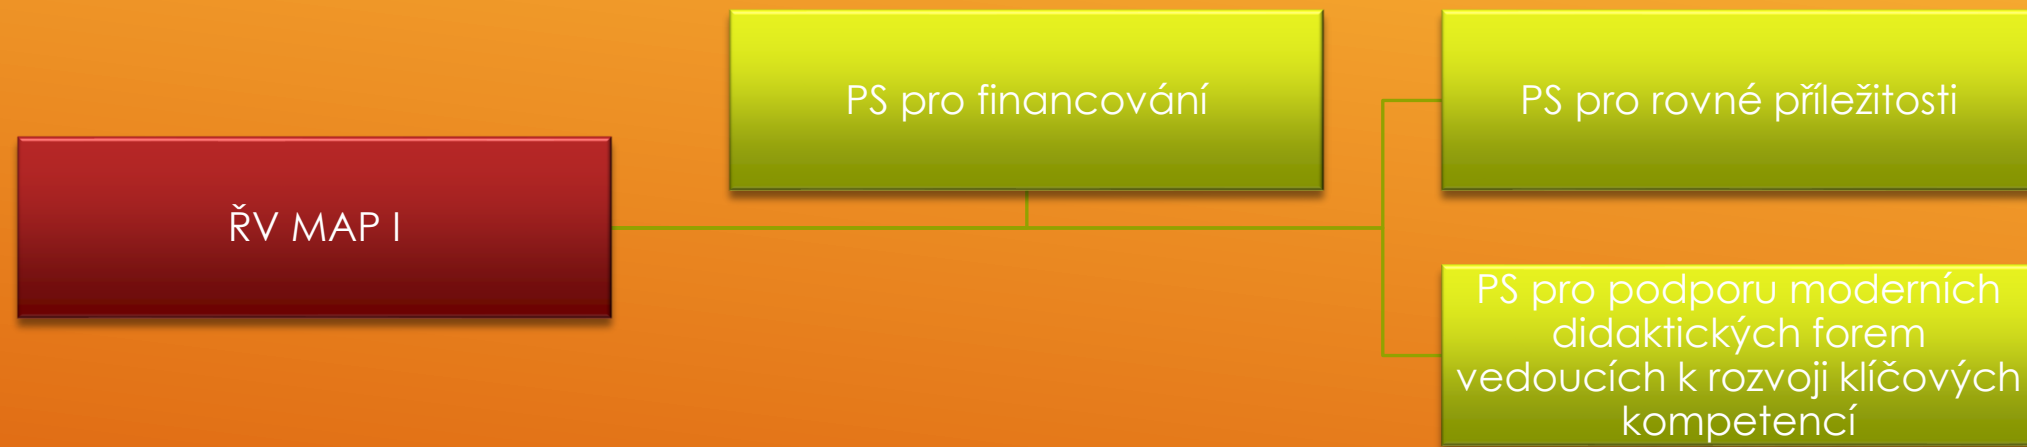 ŘV MAP I
PS pro financování
PS pro rovné příležitosti
PS pro podporu moderních
didaktických forem
vedoucích k rozvoji klíčových
kompetencí